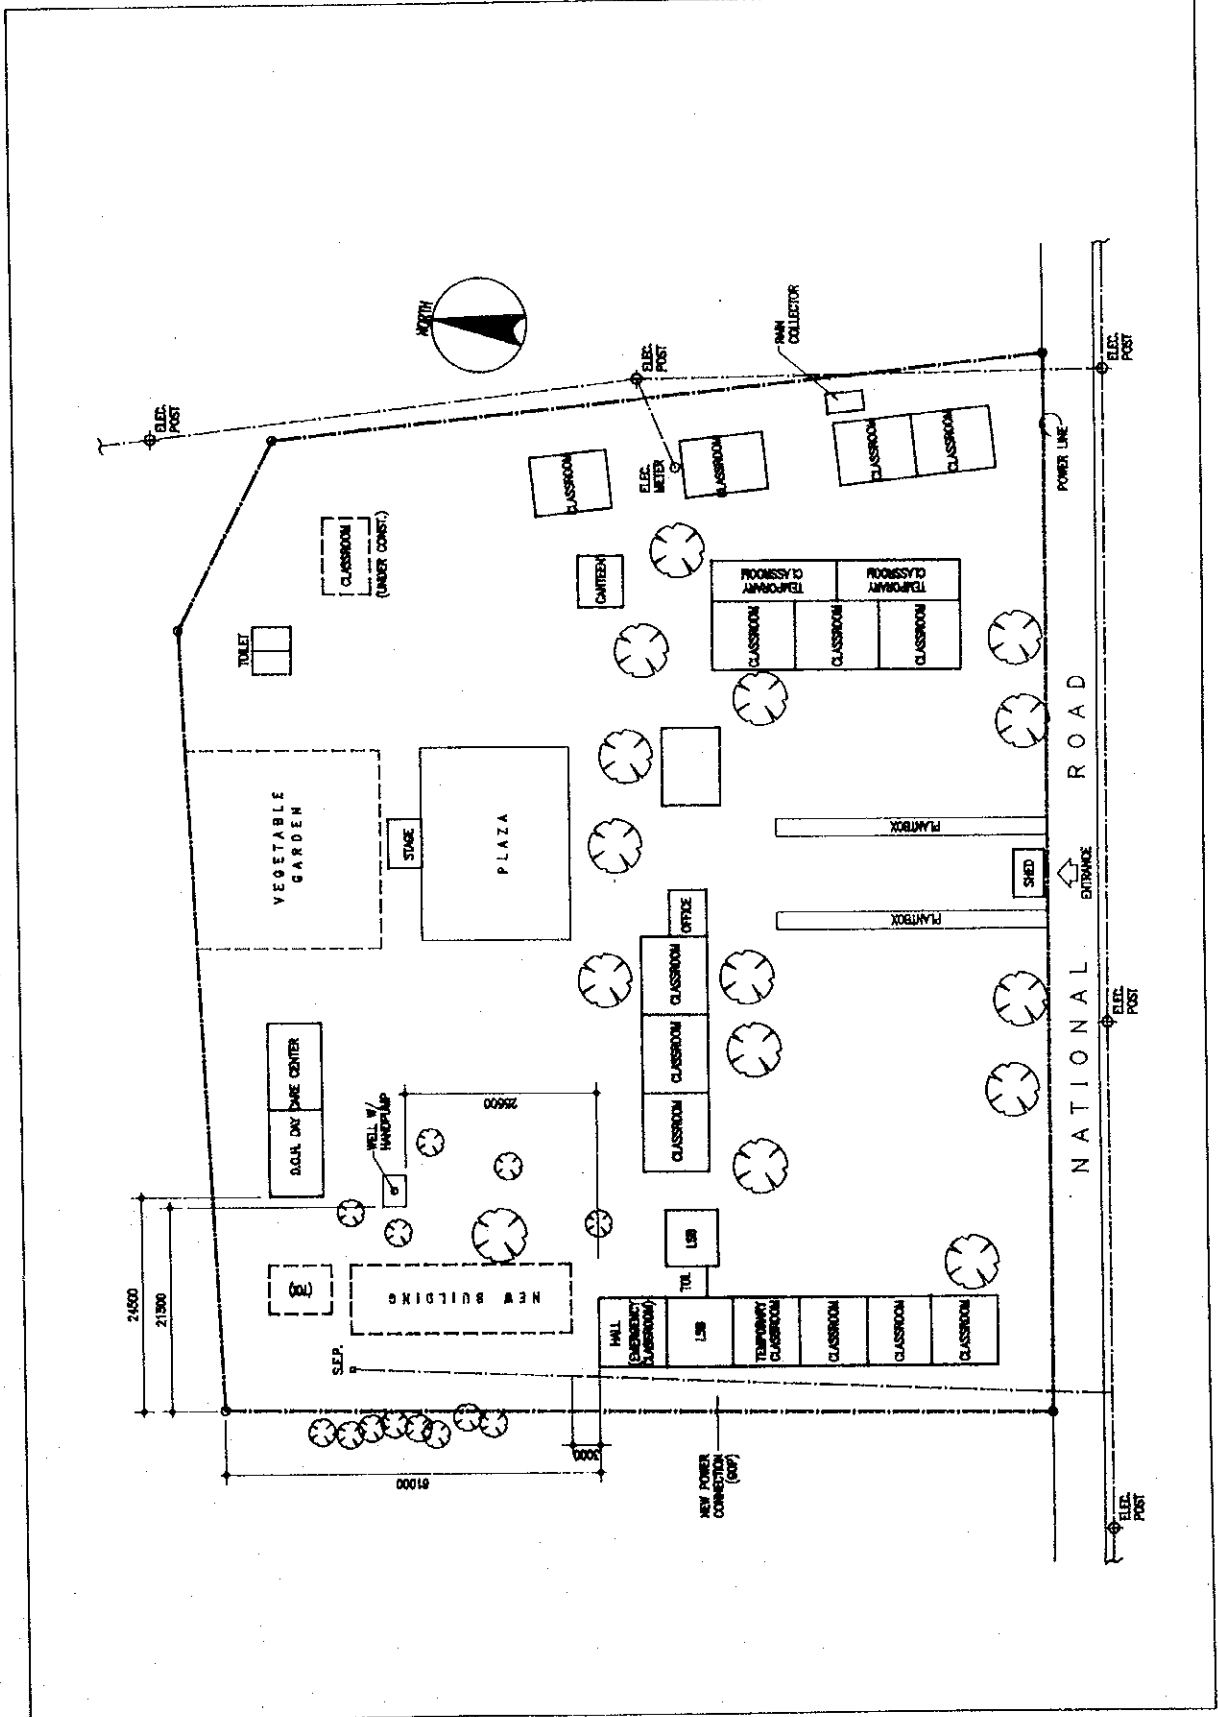 NORTH
ELEC.
POST
ELEC.
POST
RAIN
COLLECTOR
ELEC.
POST
ELEC.
METER
POWER LINE
CLASSROOM
CLASSROOM
CLASSROOM
CLASSROOM
CLASSROOM
(UNDER CONST.)
CANTEEN
TEMPORARY
CLASSROOM
TEMPORARY
CLASSROOM
CLASSROOM
CLASSROOM
CLASSROOM
TOILET
VEGETABLE
GARDEN
STAGE
PLAZA
PLANTBOX
PLANTBOX
SHED
ENTRANCE
NATIONAL ROAD
OFFICE
CLASSROOM
CLASSROOM
CLASSROOM
D.O.H. DAY CARE CENTER
WELL W/
HANDPUMP
25500
24500
21300
NEW BUILDING
S.E.P.
LSB
TOI.
HALL
(EMERGENCY
CLASSROOM)
LSB
TEMPORARY
CLASSROOM
CLASSROOM
CLASSROOM
CLASSROOM
3000
61000
NEW POWER
CONNECTION
(GOP)
ELEC.
POST
ELEC.
POST